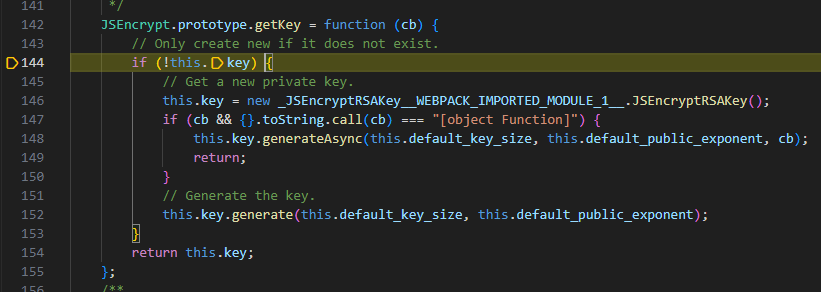 141 */
142 JSEncrypt.prototype.getKey = function (cb) {
143 // Only create new if it does not exist.
144 if (!this.key) {
145 // Get a new private key.
146 this.key = new _JSEncryptRSAKey__WEBPACK_IMPORTED_MODULE_1__.JSEncryptRSAKey();
147 if (cb && {}.toString.call(cb) === "[object Function]") {
148 this.key.generateAsync(this.default_key_size, this.default_public_exponent, cb);
149 return;
150 }
151 // Generate the key.
152 this.key.generate(this.default_key_size, this.default_public_exponent);
153 }
154 return this.key;
155 };
156 /**